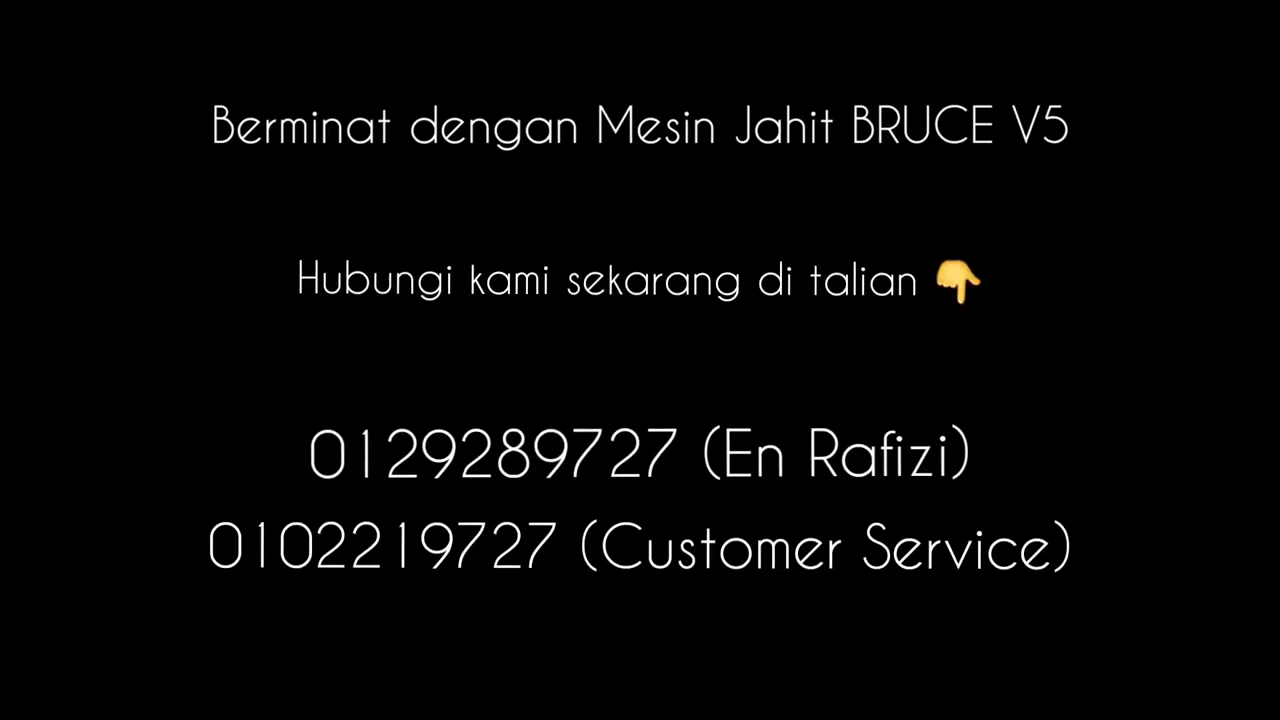 Berminat dengan Mesin Jahit BRUCE V5
Hubungi kami sekarang di talian 👇
0129289727 (En Rafizi)
0102219727 (Customer Service)